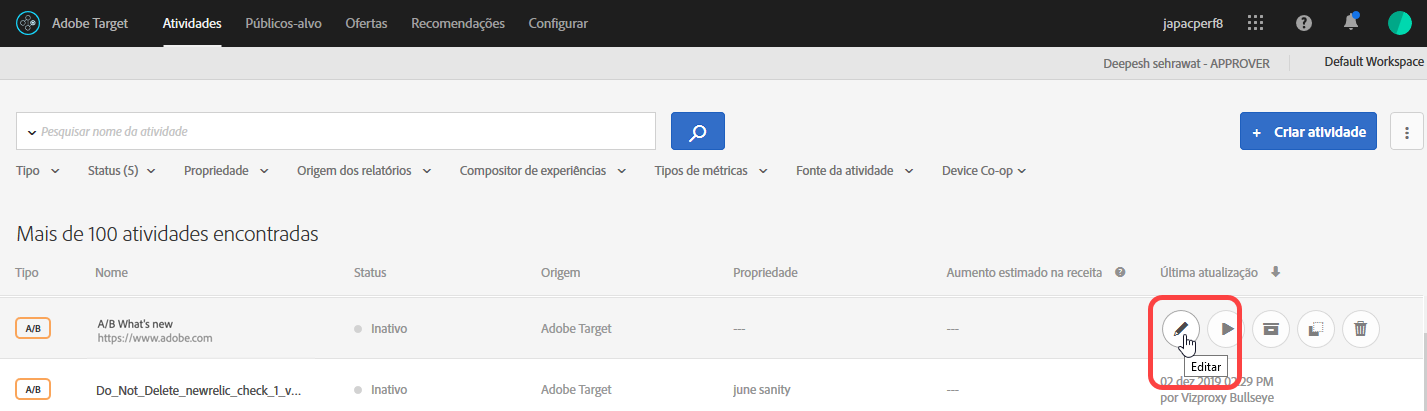 Adobe Target Atividades Públicos-alvo Ofertas Recomendações Configurar japacperf8
Deepesh sehrawat - APPROVER Default Workspace
Pesquisar nome da atividade + Criar atividade
Tipo Status (5) Propriedade Origem dos relatórios Compositor de experiências Tipos de métricas Fonte da atividade Device Co-op
Mais de 100 atividades encontradas
Tipo Nome Status Origem Propriedade Aumento estimado na receita ? Última atualização
A/B A/B What's new Inativo Adobe Target --- ---
https://www.adobe.com
Editar
A/B Do_Not_Delete_newrelic_check_1_v... Inativo Adobe Target june sanity ---
02 dez 2019 02:29 PM
por Vizproxy Bullseye